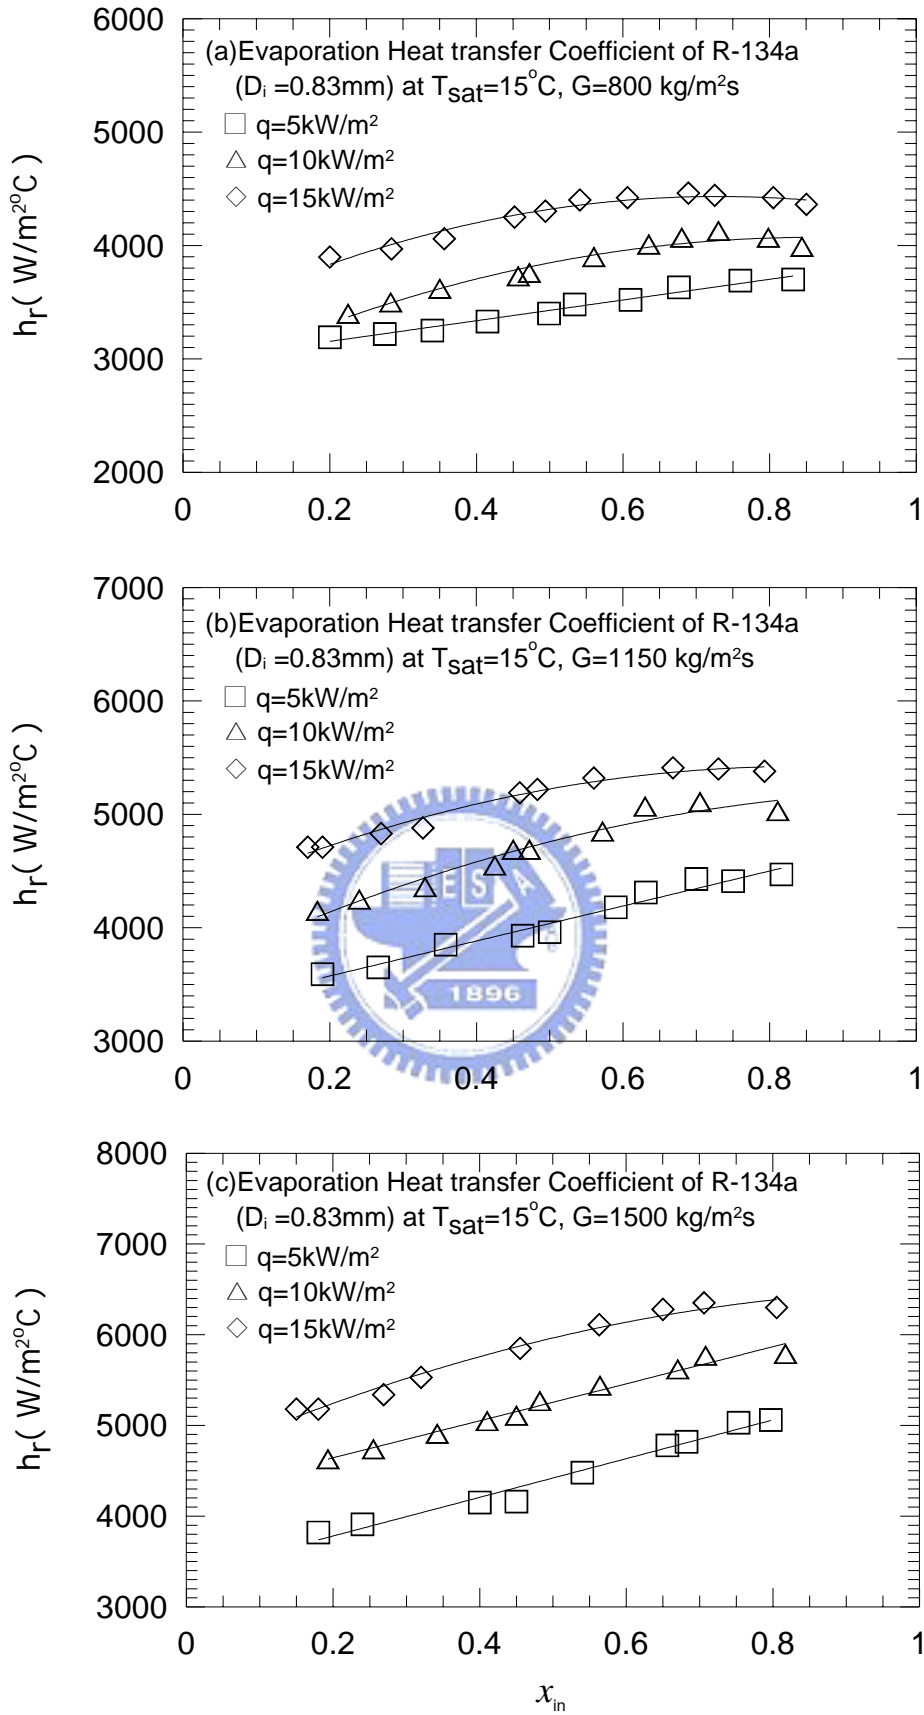 6000
(a)Evaporation Heat transfer Coefficient of R-134a
(Di =0.83mm) at Tsat=15°C, G=800 kg/m²s
q=5kW/m²
5000
q=10kW/m²
q=15kW/m²
4000
hr( W/m²°C )
3000
2000
0 0.2 0.4 0.6 0.8 1
7000
(b)Evaporation Heat transfer Coefficient of R-134a
(Di =0.83mm) at Tsat=15°C, G=1150 kg/m²s
q=5kW/m²
6000
q=10kW/m²
q=15kW/m²
5000
hr( W/m²°C )
ES
4000
1896
3000
0 0.2 0.4 0.6 0.8 1
8000
(c)Evaporation Heat transfer Coefficient of R-134a
(Di =0.83mm) at Tsat=15°C, G=1500 kg/m²s
7000
q=5kW/m²
q=10kW/m²
q=15kW/m²
6000
hr( W/m²°C )
5000
4000
3000
0 0.2 0.4 0.6 0.8 1
xin